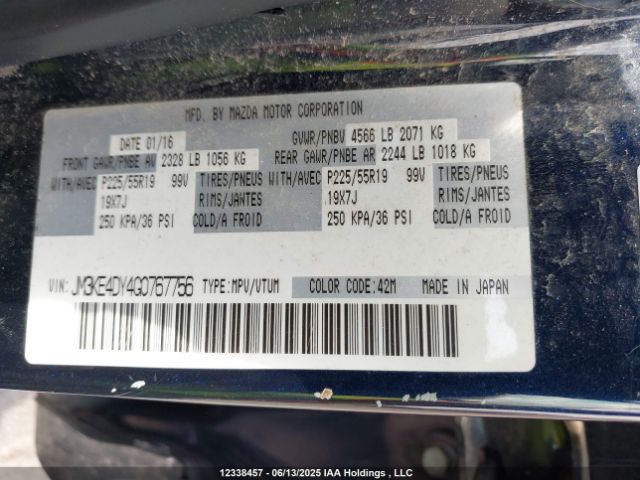 MFD. BY MAZDA MOTOR CORPORATION
DATE 01/16 GVWR/PNBV 4566 LB 2071 KG
FRONT GAWR/PNBE AV 2328 LB 1056 KG REAR GAWR/PNBE AR 2244 LB 1018 KG
WITH/AVEC P225/55R19 99V TIRES/PNEUS WITH/AVEC P225/55R19 99V TIRES/PNEUS
19X7J RIMS/JANTES 19X7J RIMS/JANTES
250 KPA/36 PSI COLD/A FROID 250 KPA/36 PSI COLD/A FROID
VIN: JM3KE4DY4G0767756 TYPE:MPV/VTUM COLOR CODE:42M MADE IN JAPAN
12338457 - 06/13/2025 IAA Holdings , LLC